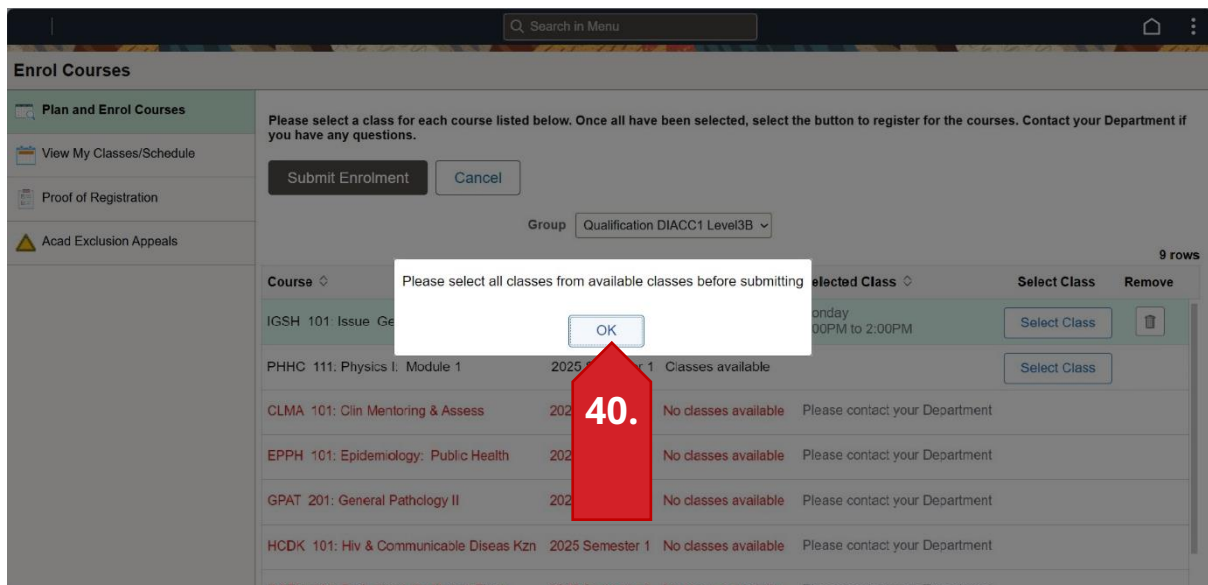 Search in Menu
Enrol Courses
Plan and Enrol Courses
View My Classes/Schedule
Proof of Registration
Acad Exclusion Appeals
Please select a class for each course listed below. Once all have been selected, select the button to register for the courses. Contact your Department if
you have any questions.
Submit Enrolment Cancel
Group Qualification DIACC1 Level3B
9 rows
Course elected Class Select Class Remove
Please select all classes from available classes before submitting
OK
IGSH 101: Issue Ge onday
00PM to 2:00PM Select Class
PHHC 111: Physics I: Module 1 2025 r 1 Classes available Select Class
40.
CLMA 101: Clin Mentoring & Assess 202 No classes available Please contact your Department
EPPH 101: Epidemiology: Public Health 202 No classes available Please contact your Department
GPAT 201: General Pathology II 202 No classes available Please contact your Department
HCDK 101: Hiv & Communicable Diseas Kzn 2025 Semester 1 No classes available Please contact your Department